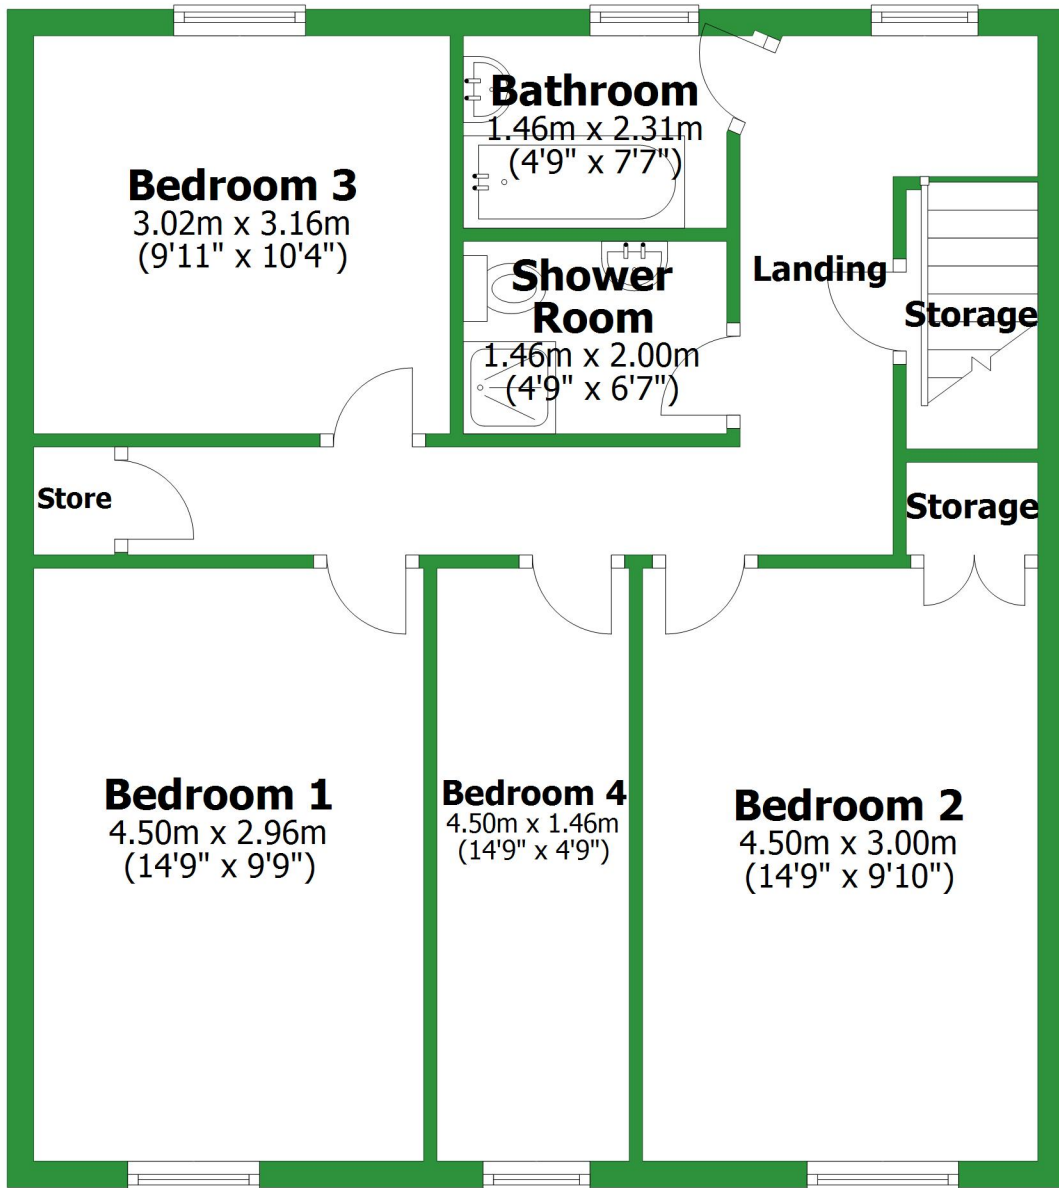 Bathroom
1.46m x 2.31m
(4'9" x 7'7")
Bedroom 3
3.02m x 3.16m
(9'11" x 10'4")
Shower
Room
1.46m x 2.00m
(4'9" x 6'7")
Landing
Storage
Store
Storage
Bedroom 1
4.50m x 2.96m
(14'9" x 9'9")
Bedroom 4
4.50m x 1.46m
(14'9" x 4'9")
Bedroom 2
4.50m x 3.00m
(14'9" x 9'10")